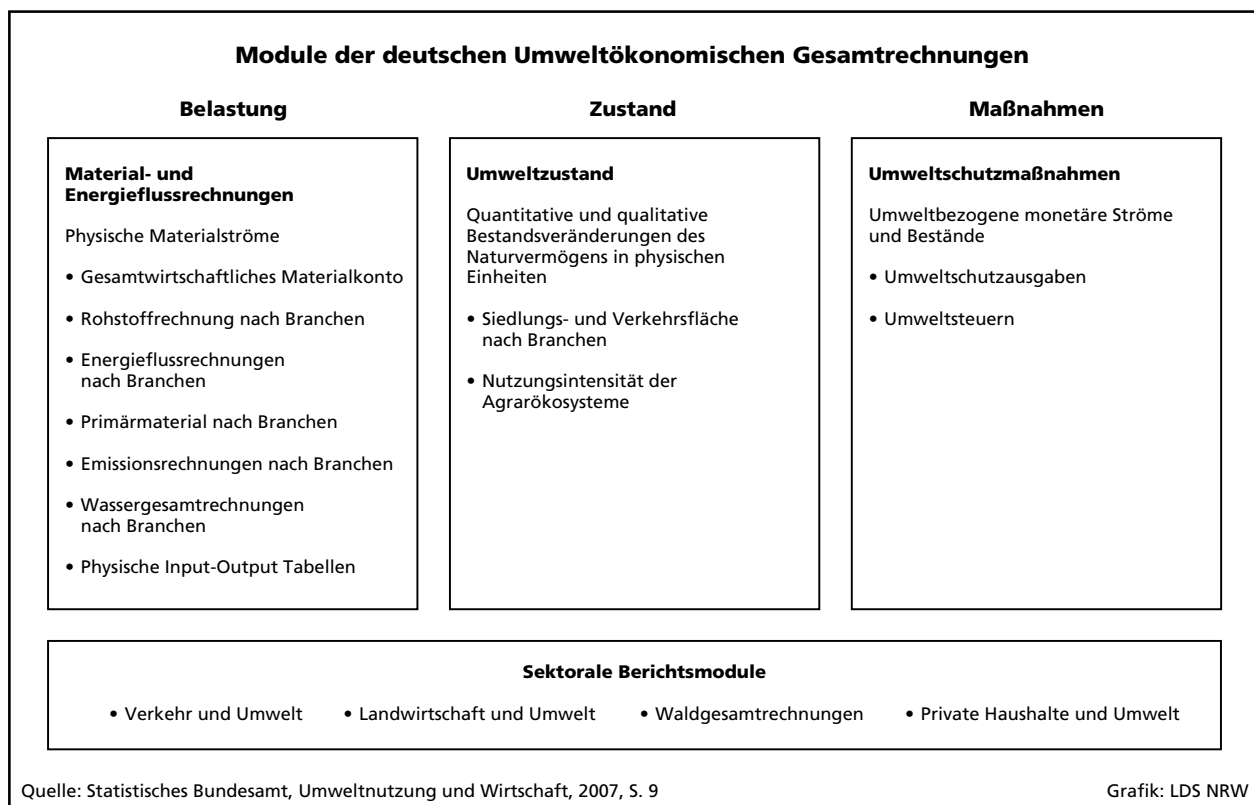 Module der deutschen Umweltökonomischen Gesamtrechnungen
Belastung
Material- und
Energieflussrechnungen
Physische Materialströme
• Gesamtwirtschaftliches Materialkonto
• Rohstoffrechnung nach Branchen
• Energieflussrechnungen
nach Branchen
• Primärmaterial nach Branchen
• Emissionsrechnungen nach Branchen
• Wassergesamtrechnungen
nach Branchen
• Physische Input-Output Tabellen
Zustand
Umweltzustand
Quantitative und qualitative
Bestandsveränderungen des
Naturvermögens in physischen
Einheiten
• Siedlungs- und Verkehrsfläche
nach Branchen
• Nutzungsintensität der
Agrarökosysteme
Maßnahmen
Umweltschutzmaßnahmen
Umweltbezogene monetäre Ströme
und Bestände
• Umweltschutzausgaben
• Umweltsteuern
Sektorale Berichtsmodule
• Verkehr und Umwelt • Landwirtschaft und Umwelt • Waldgesamtrechnungen • Private Haushalte und Umwelt
Quelle: Statistisches Bundesamt, Umweltnutzung und Wirtschaft, 2007, S. 9
Grafik: LDS NRW